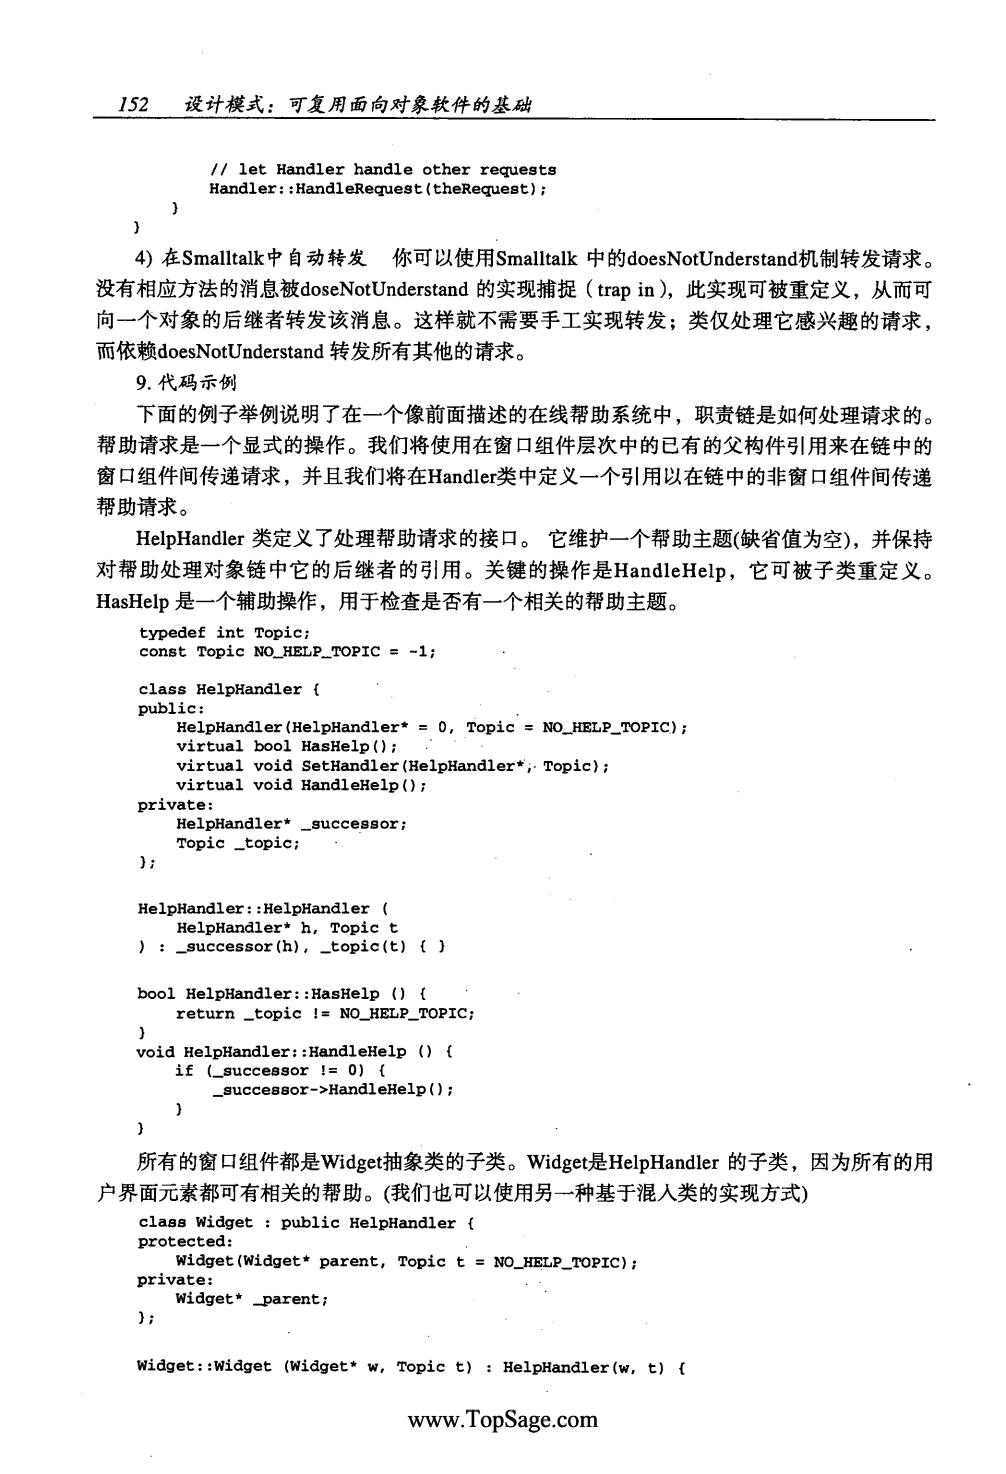 152 设计模式：可复用面向对象软件的基础
// let Handler handle other requests
Handler::HandleRequest(theRequest);
}
}
4) 在Smalltalk中自动转发 你可以使用Smalltalk 中的doesNotUnderstand机制转发请求。
没有相应方法的消息被doseNotUnderstand 的实现捕捉（trap in），此实现可被重定义，从而可
向一个对象的后继者转发该消息。这样就不需要手工实现转发；类仅处理它感兴趣的请求，
而依赖doesNotUnderstand 转发所有其他的请求。
9. 代码示例
下面的例子举例说明了在一个像前面描述的在线帮助系统中，职责链是如何处理请求的。
帮助请求是一个显式的操作。我们将使用在窗口组件层次中的已有的父构件引用来在链中的
窗口组件间传递请求，并且我们将在Handler类中定义一个引用以在链中的非窗口组件间传递
帮助请求。
HelpHandler 类定义了处理帮助请求的接口。 它维护一个帮助主题(缺省值为空)，并保持
对帮助处理对象链中它的后继者的引用。关键的操作是HandleHelp，它可被子类重定义。
HasHelp 是一个辅助操作，用于检查是否有一个相关的帮助主题。
typedef int Topic;
const Topic NO_HELP_TOPIC = -1;
class HelpHandler {
public:
HelpHandler(HelpHandler* = 0, Topic = NO_HELP_TOPIC);
virtual bool HasHelp();
virtual void SetHandler(HelpHandler*, Topic);
virtual void HandleHelp();
private:
HelpHandler* _successor;
Topic _topic;
};
HelpHandler::HelpHandler (
HelpHandler* h, Topic t
) : _successor(h), _topic(t) { }
bool HelpHandler::HasHelp () {
return _topic != NO_HELP_TOPIC;
}
void HelpHandler::HandleHelp () {
if (_successor != 0) {
_successor->HandleHelp();
}
}
所有的窗口组件都是Widget抽象类的子类。Widget是HelpHandler 的子类，因为所有的用
户界面元素都可有相关的帮助。(我们也可以使用另一种基于混入类的实现方式)
class Widget : public HelpHandler {
protected:
Widget(Widget* parent, Topic t = NO_HELP_TOPIC);
private:
Widget* _parent;
};
Widget::Widget (Widget* w, Topic t) : HelpHandler(w, t) {
www.TopSage.com